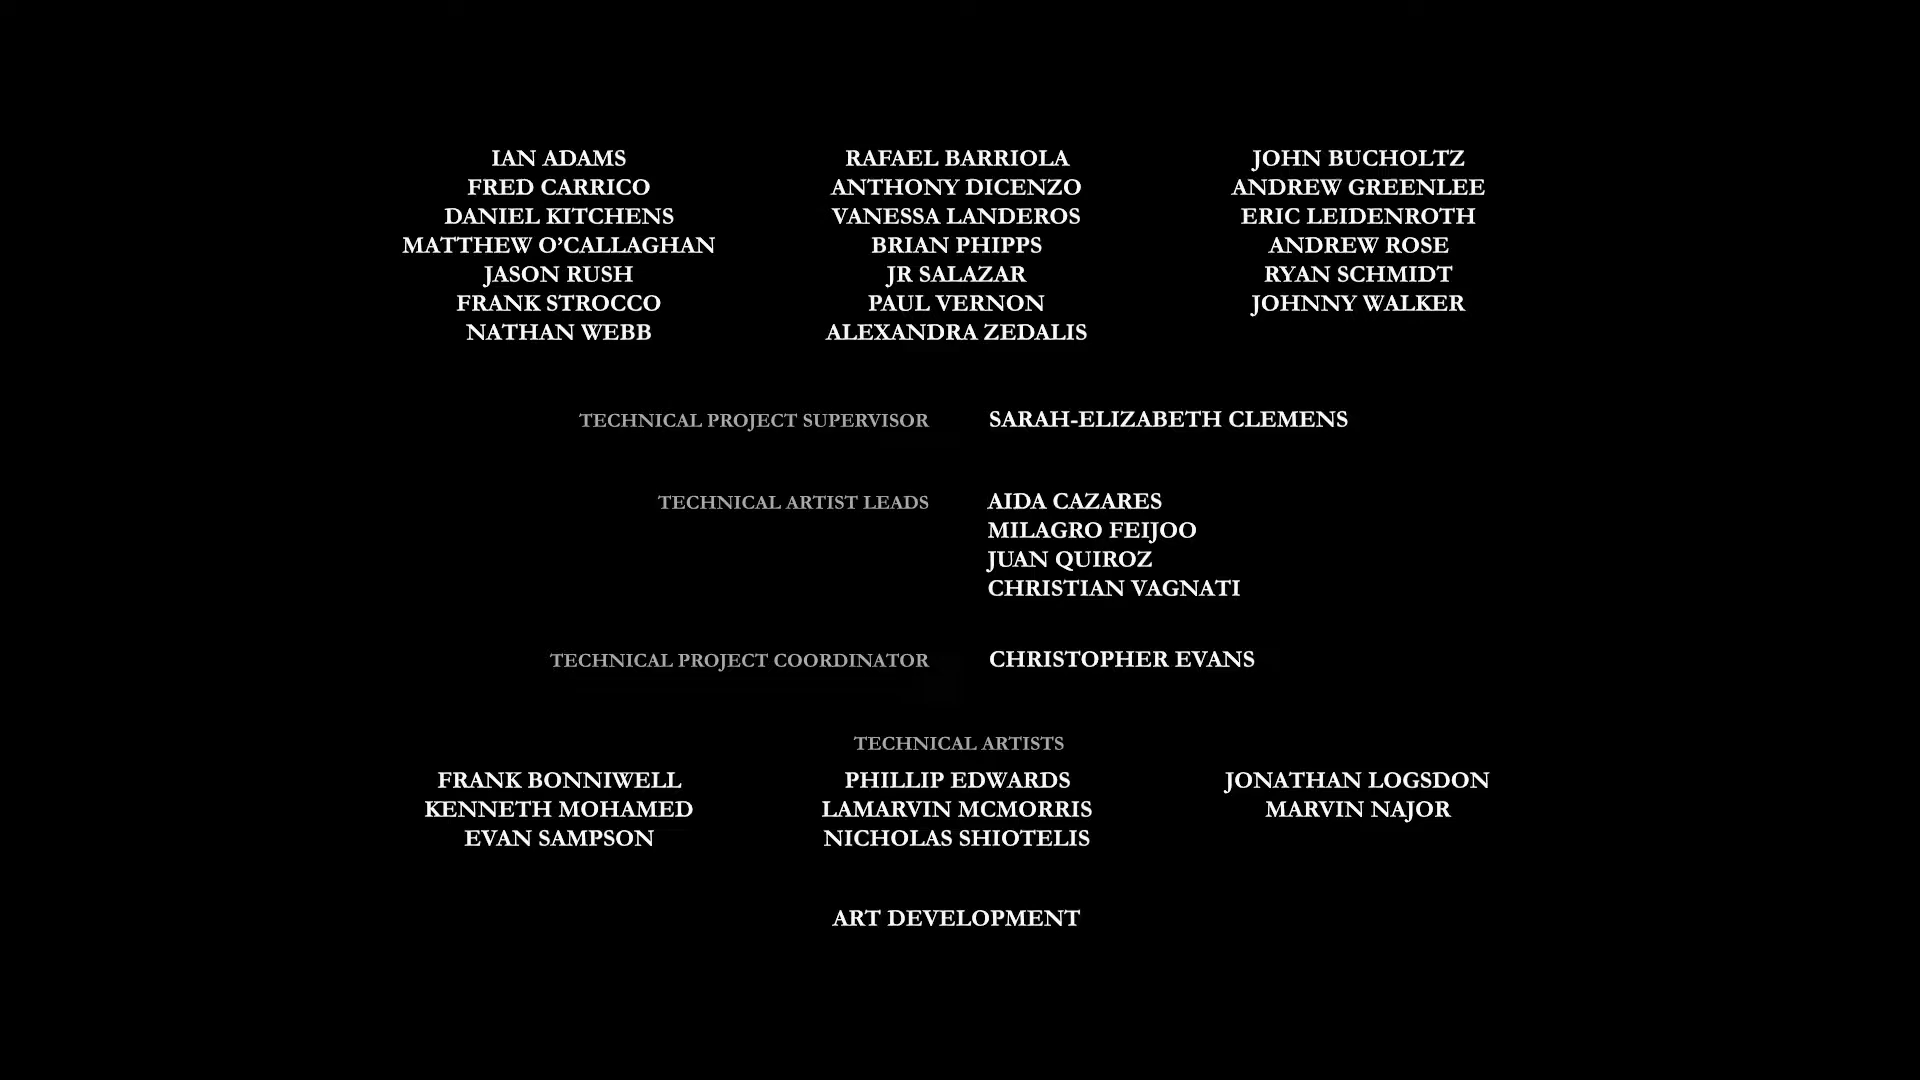 IAN ADAMS RAFAEL BARRIOLA JOHN BUCHOLTZ
FRED CARRICO ANTHONY DICENZO ANDREW GREENLEE
DANIEL KITCHENS VANESSA LANDEROS ERIC LEIDENROTH
MATTHEW O’CALLAGHAN BRIAN PHIPPS ANDREW ROSE
JASON RUSH JR SALAZAR RYAN SCHMIDT
FRANK STROCCO PAUL VERNON JOHNNY WALKER
NATHAN WEBB ALEXANDRA ZEDALIS
TECHNICAL PROJECT SUPERVISOR SARAH-ELIZABETH CLEMENS
TECHNICAL ARTIST LEADS AIDA CAZARES
MILAGRO FEIJOO
JUAN QUIROZ
CHRISTIAN VAGNATI
TECHNICAL PROJECT COORDINATOR CHRISTOPHER EVANS
TECHNICAL ARTISTS
FRANK BONNIWELL PHILLIP EDWARDS JONATHAN LOGSDON
KENNETH MOHAMED LAMARVIN MCMORRIS MARVIN NAJOR
EVAN SAMPSON NICHOLAS SHIOTELIS
ART DEVELOPMENT